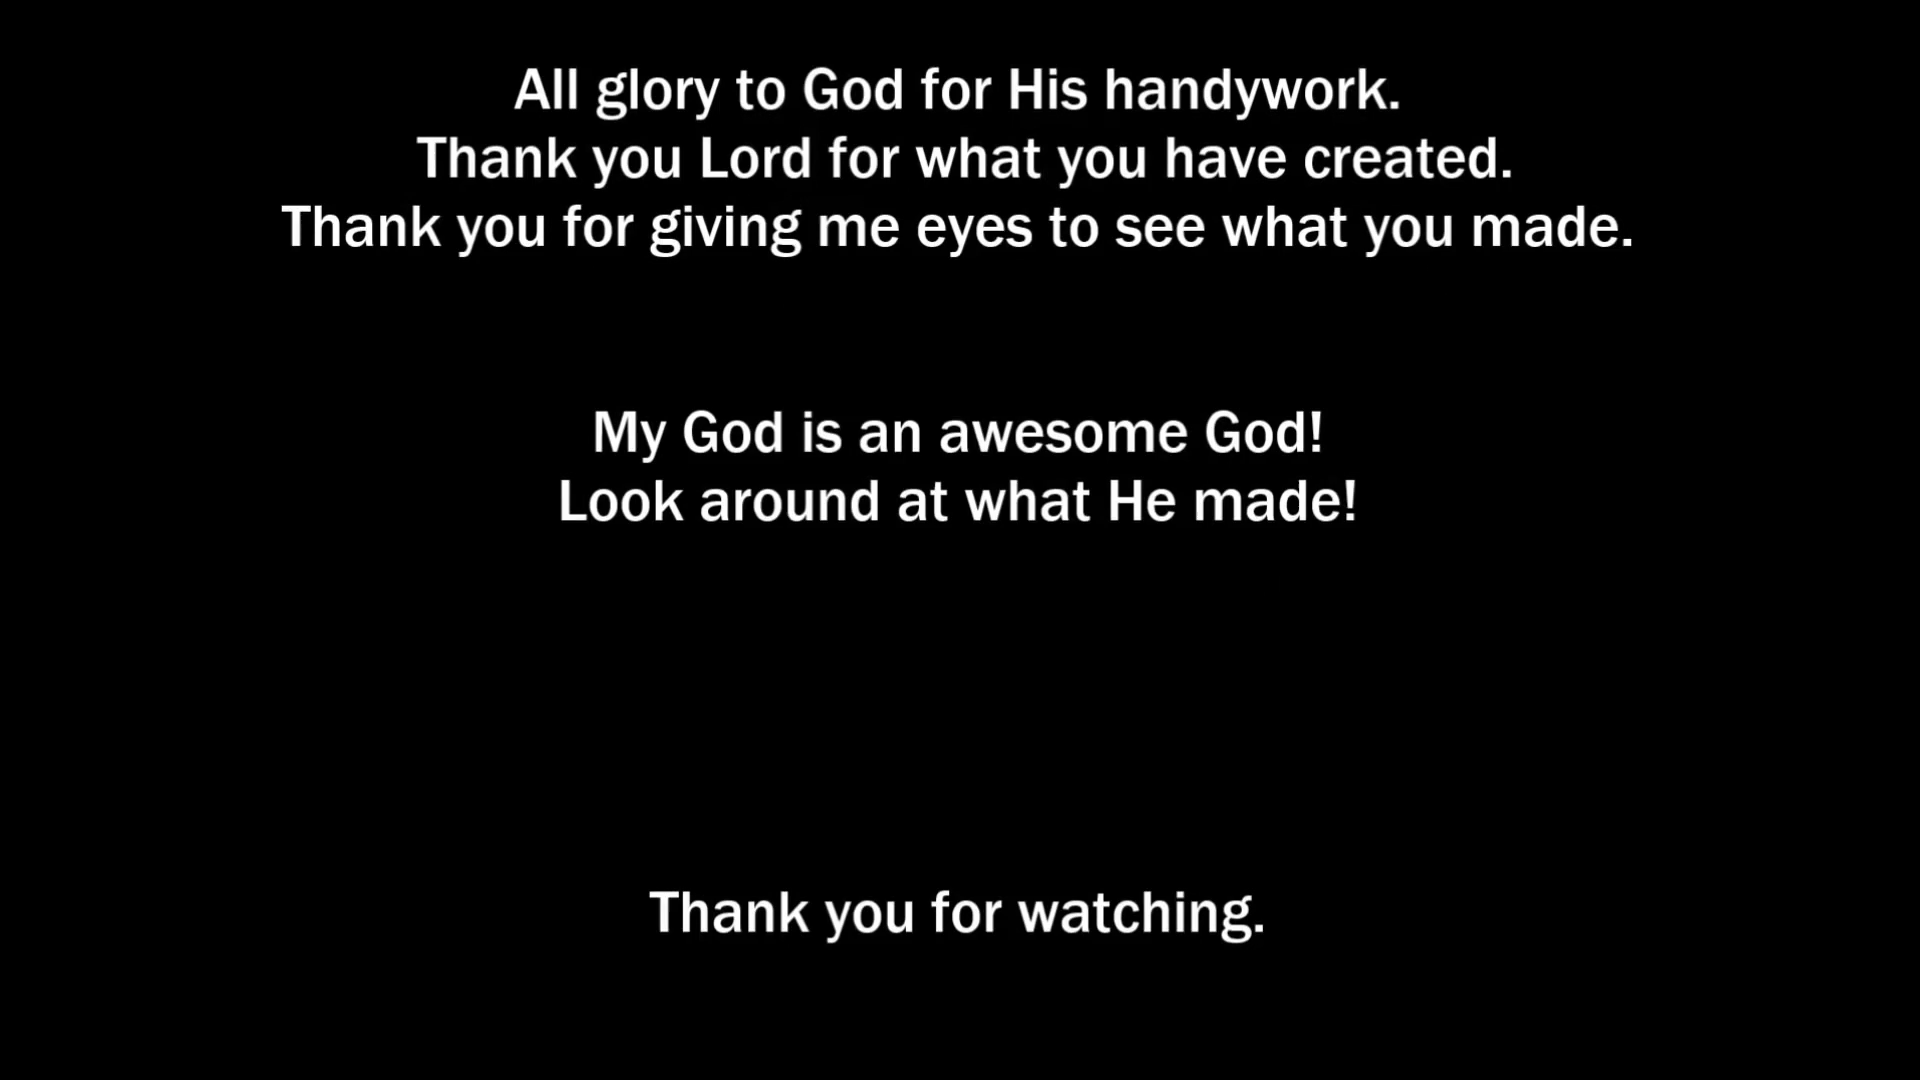 All glory to God for His handywork.
Thank you Lord for what you have created.
Thank you for giving me eyes to see what you made.
My God is an awesome God!
Look around at what He made!
Thank you for watching.